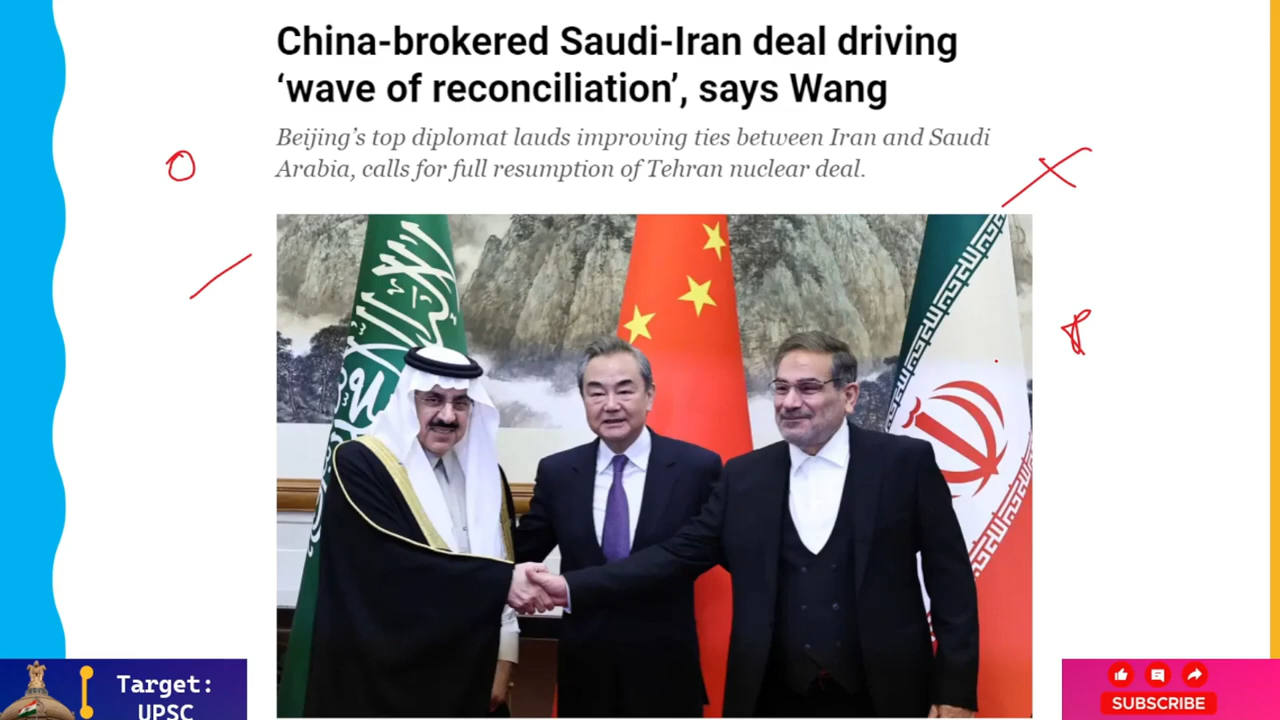 China-brokered Saudi-Iran deal driving
‘wave of reconciliation’, says Wang
Beijing’s top diplomat lauds improving ties between Iran and Saudi
Arabia, calls for full resumption of Tehran nuclear deal.
Target:
UPSC
SUBSCRIBE